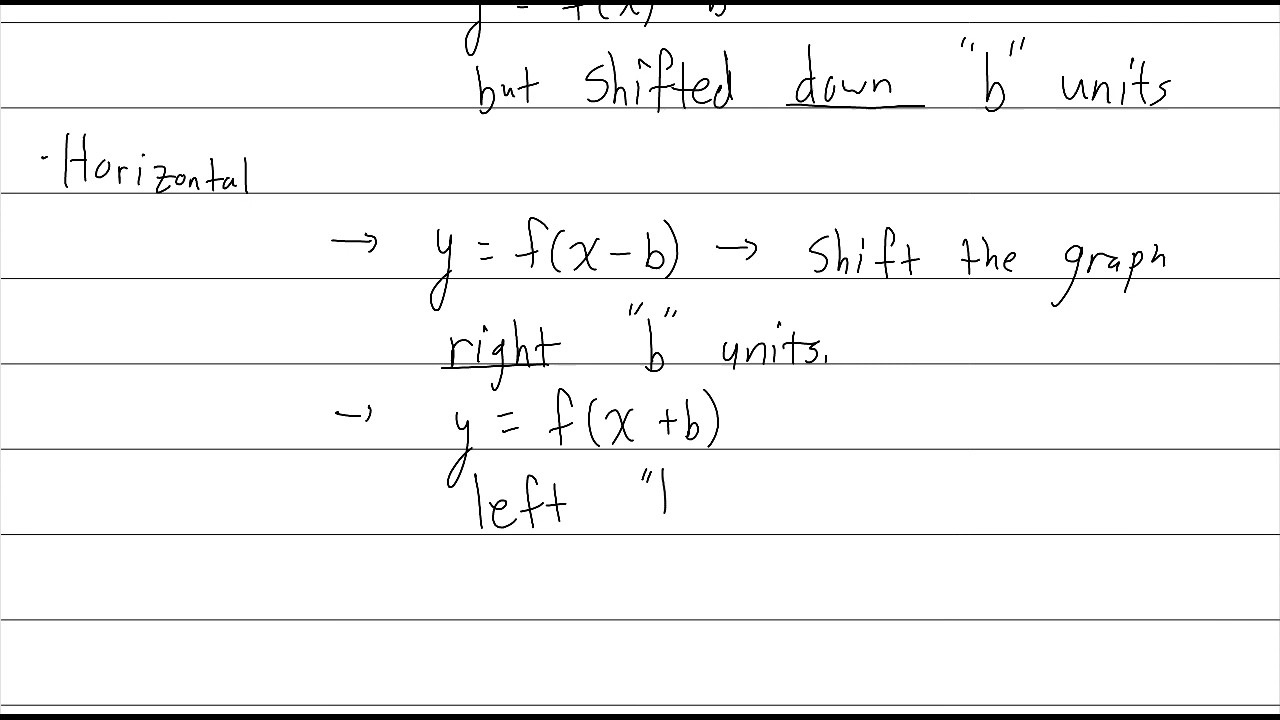 y = f(x) b
but shifted down "b" units
· Horizontal
→ y = f(x - b) → Shift the graph
right "b" units.
→ y = f(x + b)
left "l